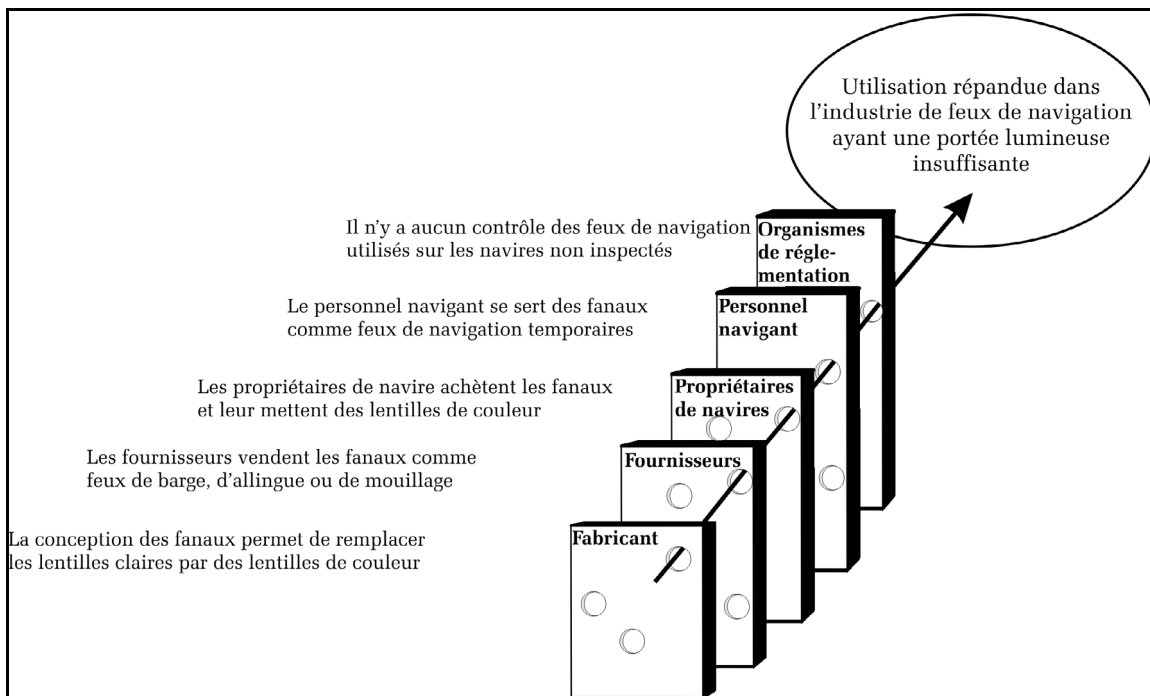 Utilisation répandue dans
l'industrie de feux de navigation
ayant une portée lumineuse
insuffisante
Il n'y a aucun contrôle des feux de navigation
utilisés sur les navires non inspectés
Organismes
de régle-
mentation
Le personnel navigant se sert des fanaux
comme feux de navigation temporaires
Personnel
navigant
Les propriétaires de navire achètent les fanaux
et leur mettent des lentilles de couleur
Propriétaires
de navires
Les fournisseurs vendent les fanaux comme
feux de barge, d'allingue ou de mouillage
Fournisseurs
La conception des fanaux permet de remplacer
les lentilles claires par des lentilles de couleur
Fabricant